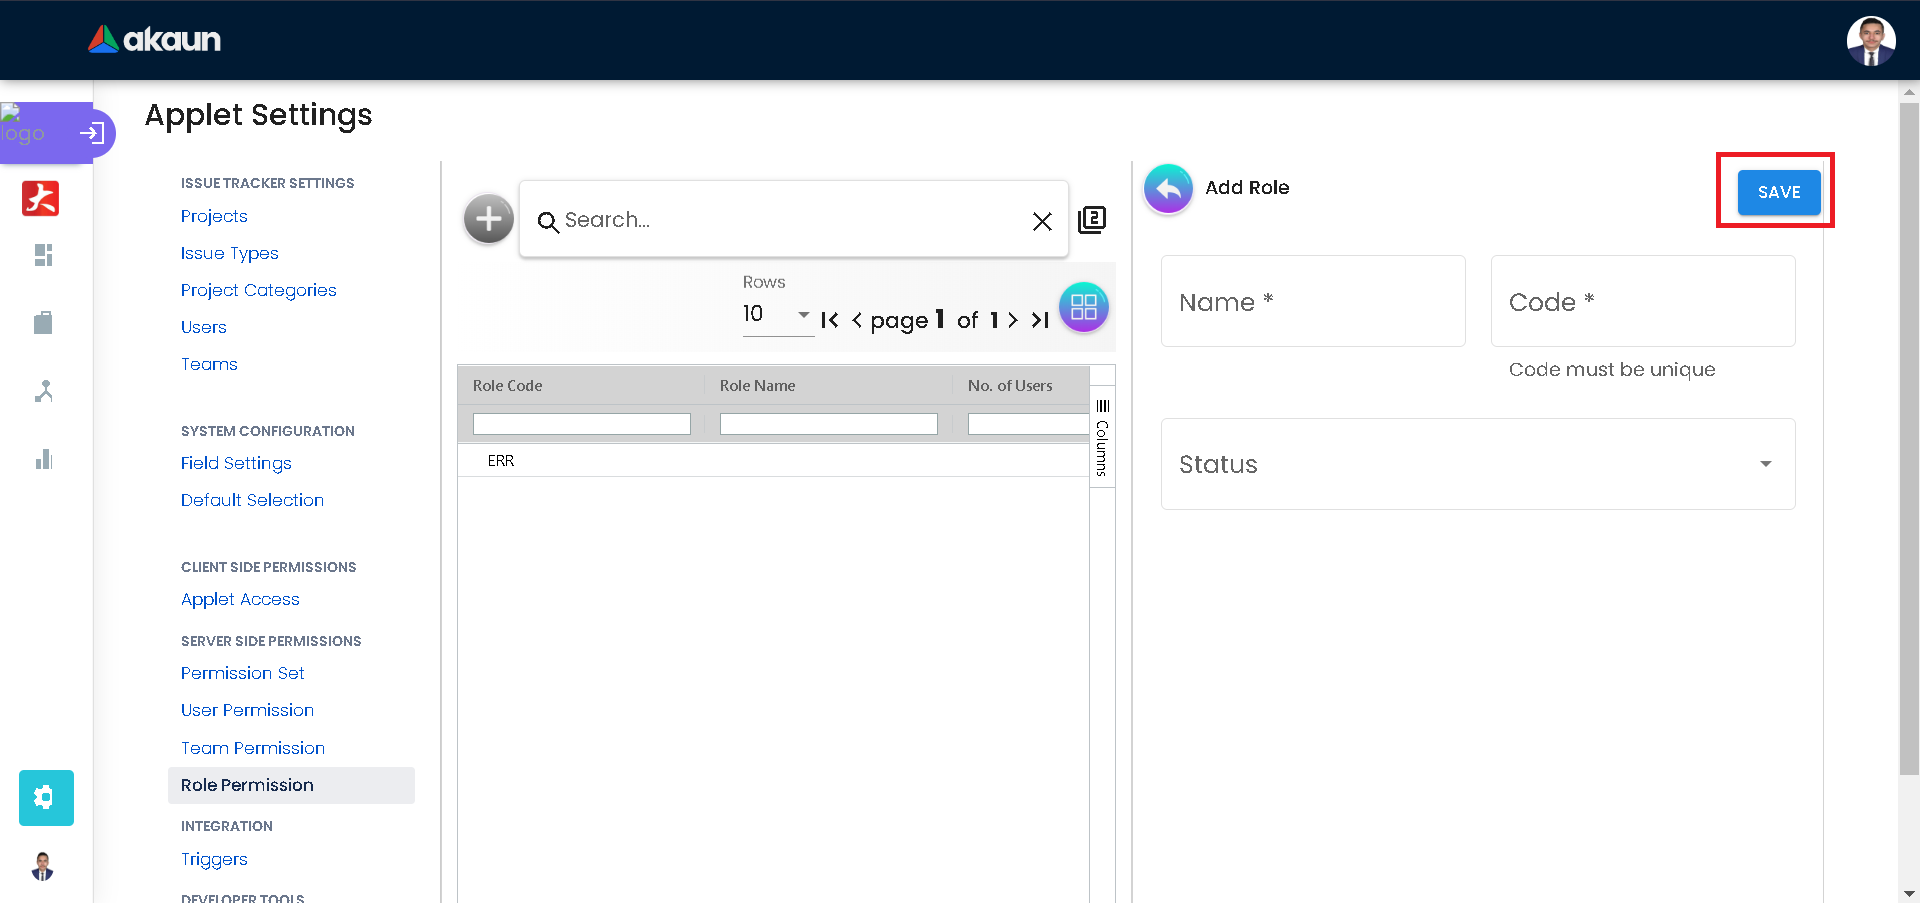 akaun
logo
Applet Settings
ISSUE TRACKER SETTINGS
Projects
Issue Types
Project Categories
Users
Teams
SYSTEM CONFIGURATION
Field Settings
Default Selection
CLIENT SIDE PERMISSIONS
Applet Access
SERVER SIDE PERMISSIONS
Permission Set
User Permission
Team Permission
Role Permission
INTEGRATION
Triggers
DEVELOPER TOOLS
Search...
2
Rows
10
page 1 of 1
Role Code
Role Name
No. of Users
Columns
ERR
Add Role
SAVE
Name *
Code *
Code must be unique
Status